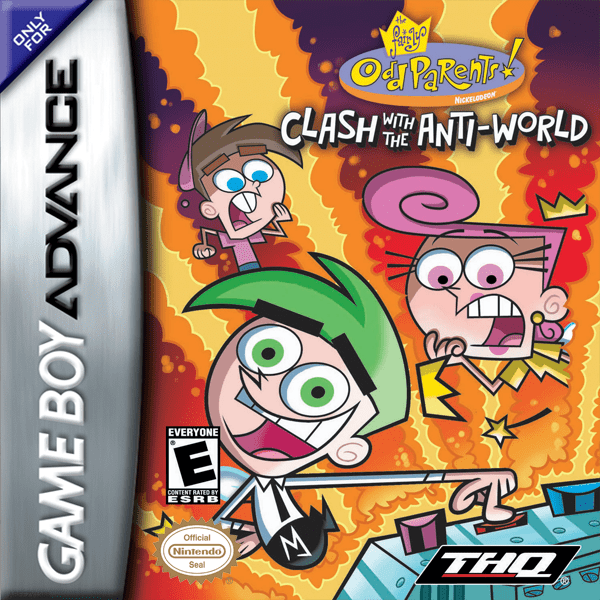 ONLY
FOR
GAME BOY ADVANCE
the
fairly
OddParents!
NICKELODEON
CLASH WITH THE ANTI-WORLD
EVERYONE
E
®
CONTENT RATED BY
ESRB
Official
Nintendo
Seal
THQ
®